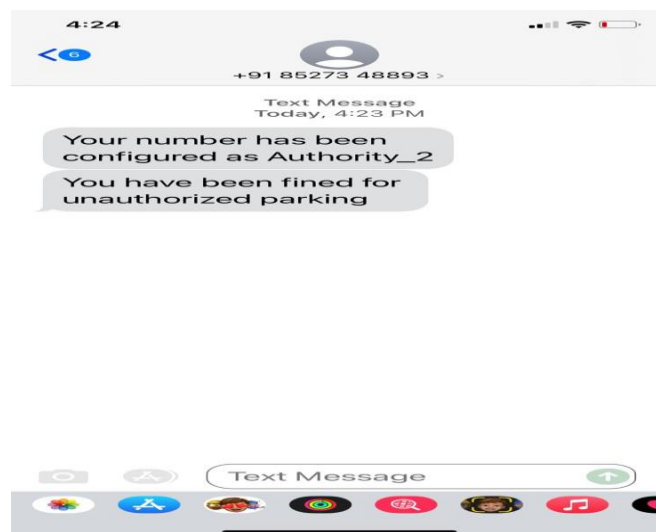 4:24
6
+91 85273 48893 >
Text Message
Today, 4:23 PM
Your number has been
configured as Authority_2
You have been fined for
unauthorized parking
Text Message